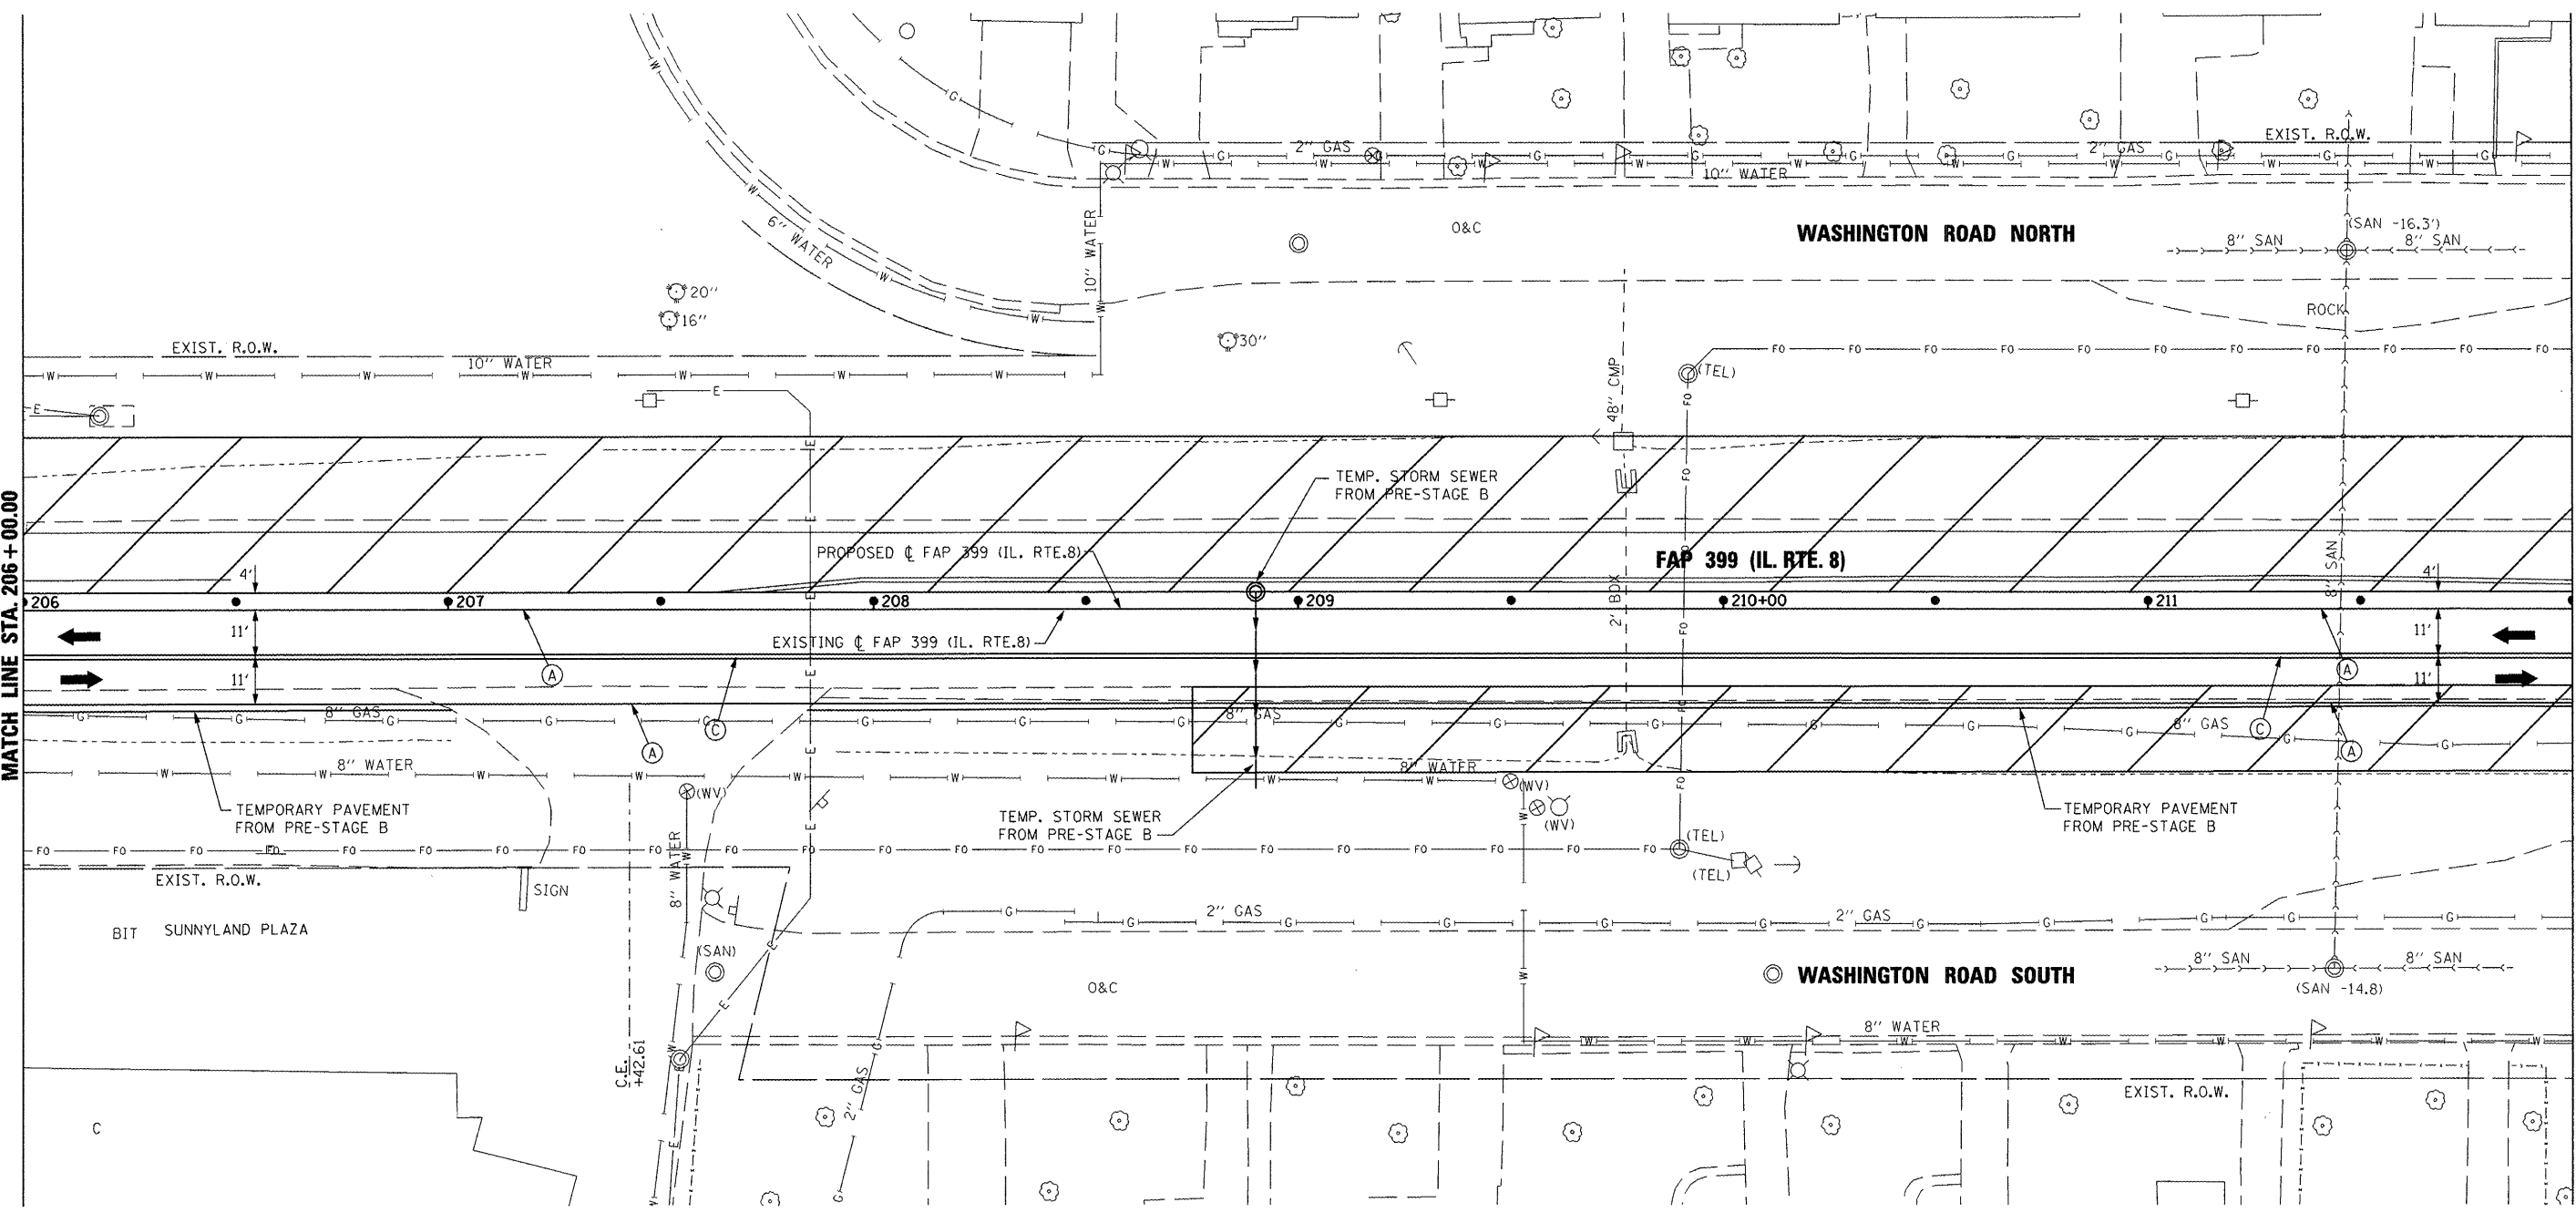 MATCH LINE STA. 206+00.00
2'' GAS
2'' GAS
EXIST. R.O.W.
10'' WATER
WASHINGTON ROAD NORTH
O&C
(SAN -16.3')
8'' SAN
8'' SAN
6'' WATER
10'' WATER
20''
16''
30''
ROCK
EXIST. R.O.W.
10'' WATER
48'' CMP
(TEL)
TEMP. STORM SEWER
FROM PRE-STAGE B
PROPOSED ℄ FAP 399 (IL. RTE.8)
FAP 399 (IL. RTE. 8)
8'' SAN
4'
4'
206
207
208
209
210+00
211
2' BOX
11'
11'
EXISTING ℄ FAP 399 (IL. RTE.8)
11'
11'
A
A
C
A
C
A
8'' GAS
8'' GAS
8'' GAS
8'' WATER
8'' WATER
(WV)
(WV)
(WV)
TEMPORARY PAVEMENT
FROM PRE-STAGE B
TEMP. STORM SEWER
FROM PRE-STAGE B
TEMPORARY PAVEMENT
FROM PRE-STAGE B
(TEL)
(TEL)
EXIST. R.O.W.
SIGN
8'' WATER
BIT SUNNYLAND PLAZA
2'' GAS
2'' GAS
(SAN)
O&C
WASHINGTON ROAD SOUTH
8'' SAN
8'' SAN
(SAN -14.8)
8'' WATER
C.E.
+42.61
2'' GAS
EXIST. R.O.W.
C